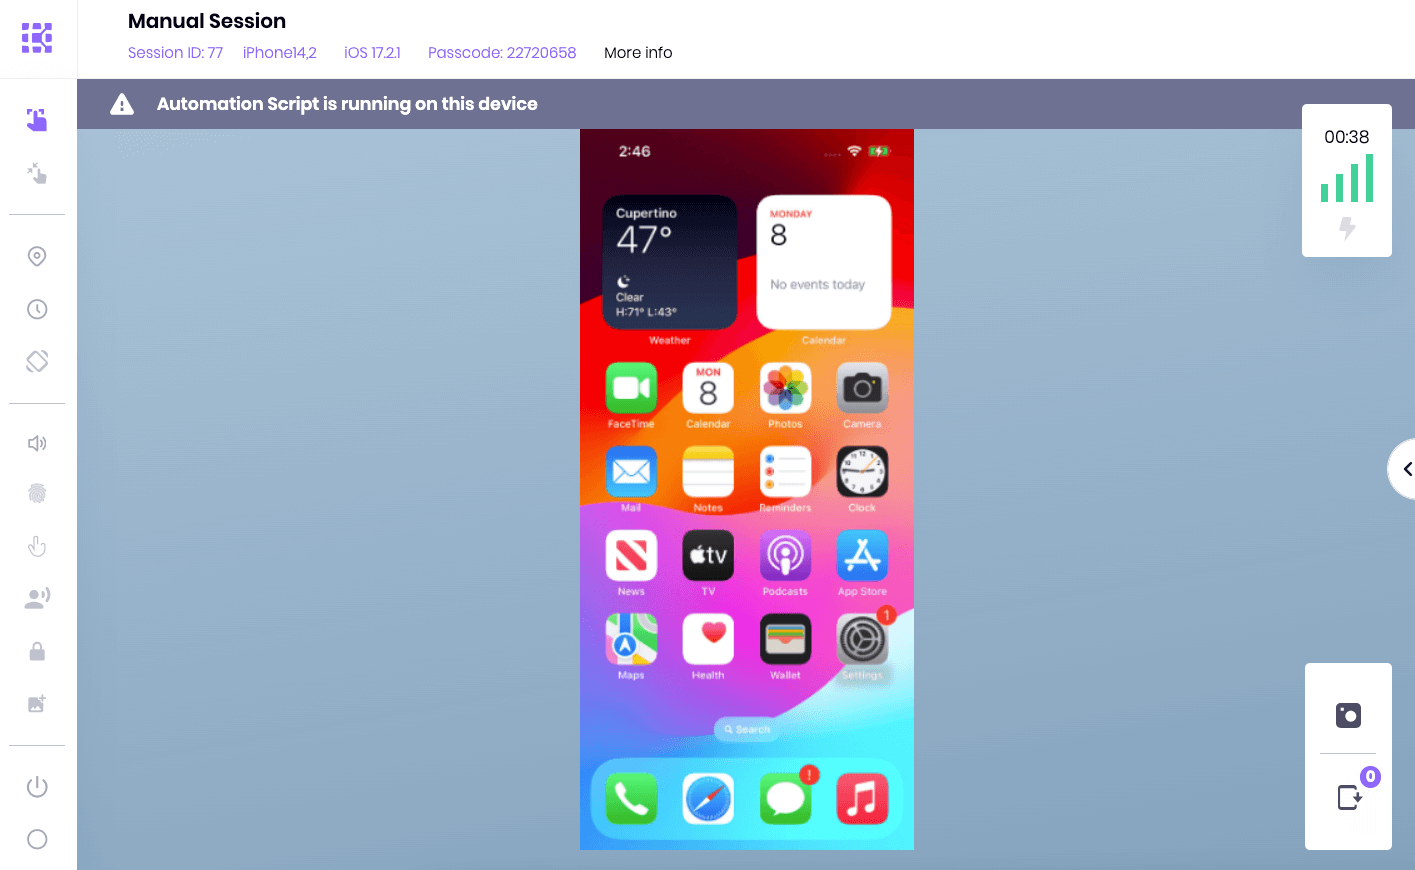 Manual Session
Session ID: 77 iPhone14,2 iOS 17.2.1 Passcode: 22720658 More info
Automation Script is running on this device
00:38
2:46
Cupertino
47°
Clear
H:71° L:43°
Weather
MONDAY
8
No events today
Calendar
MON
8
FaceTime Calendar Photos Camera
Mail Notes Reminders Clock
tv
News TV Podcasts App Store
1
Maps Health Wallet Settings
Search
!
0